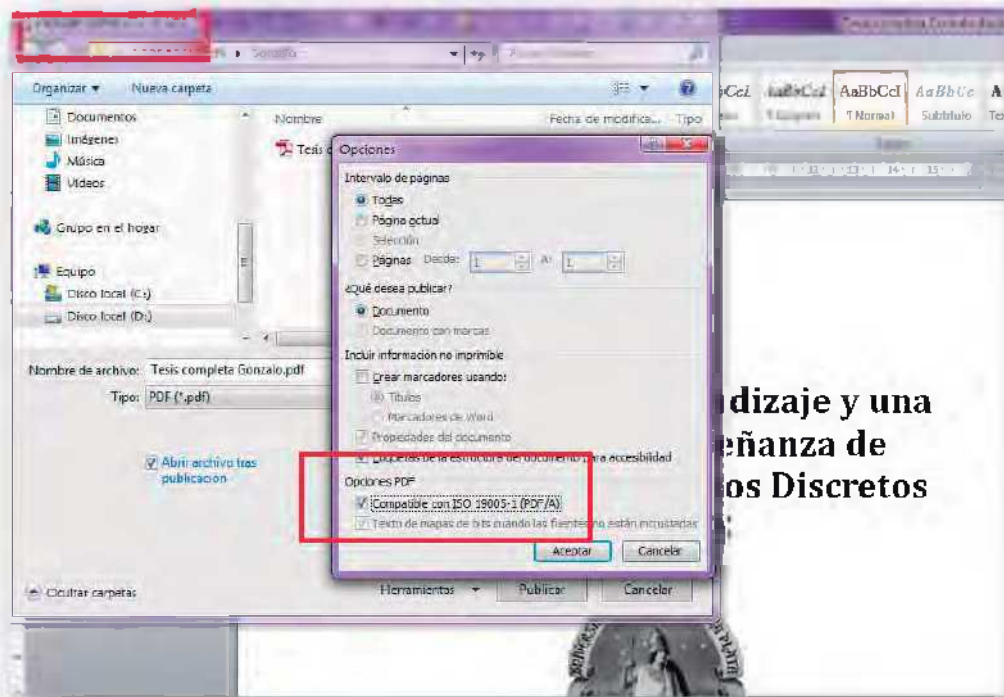 Organizar
Nueva carpeta
Documentos
Imágenes
Música
Videos
Grupo en el hogar
Equipo
Disco local (C:)
Disco local (D:)
Nombre
Fecha de modifica...
Tipo
Tesis
Nombre de archivo: Tesis completa Gonzalo.pdf
Tipo: PDF (*.pdf)
Abrir archivo tras
publicación
Ocultar carpetas
Herramientas
Publicar
Cancelar
Opciones
Intervalo de páginas
Todas
Página actual
Selección
Páginas Desde: 1 A: 1
¿Qué desea publicar?
Documento
Documento con marcas
Incluir información no imprimible
Crear marcadores usando:
Títulos
Marcadores de Word
Propiedades del documento
Etiquetas de la estructura del documento para accesibilidad
Opciones PDF
Compatible con ISO 19005-1 (PDF/A)
Texto de mapas de bits cuando las fuentes no están incrustadas
Aceptar
Cancelar
AaBbCcI
AaBbCc
¶ Normal
Subtítulo
dizaje y una
eñanza de
os Discretos